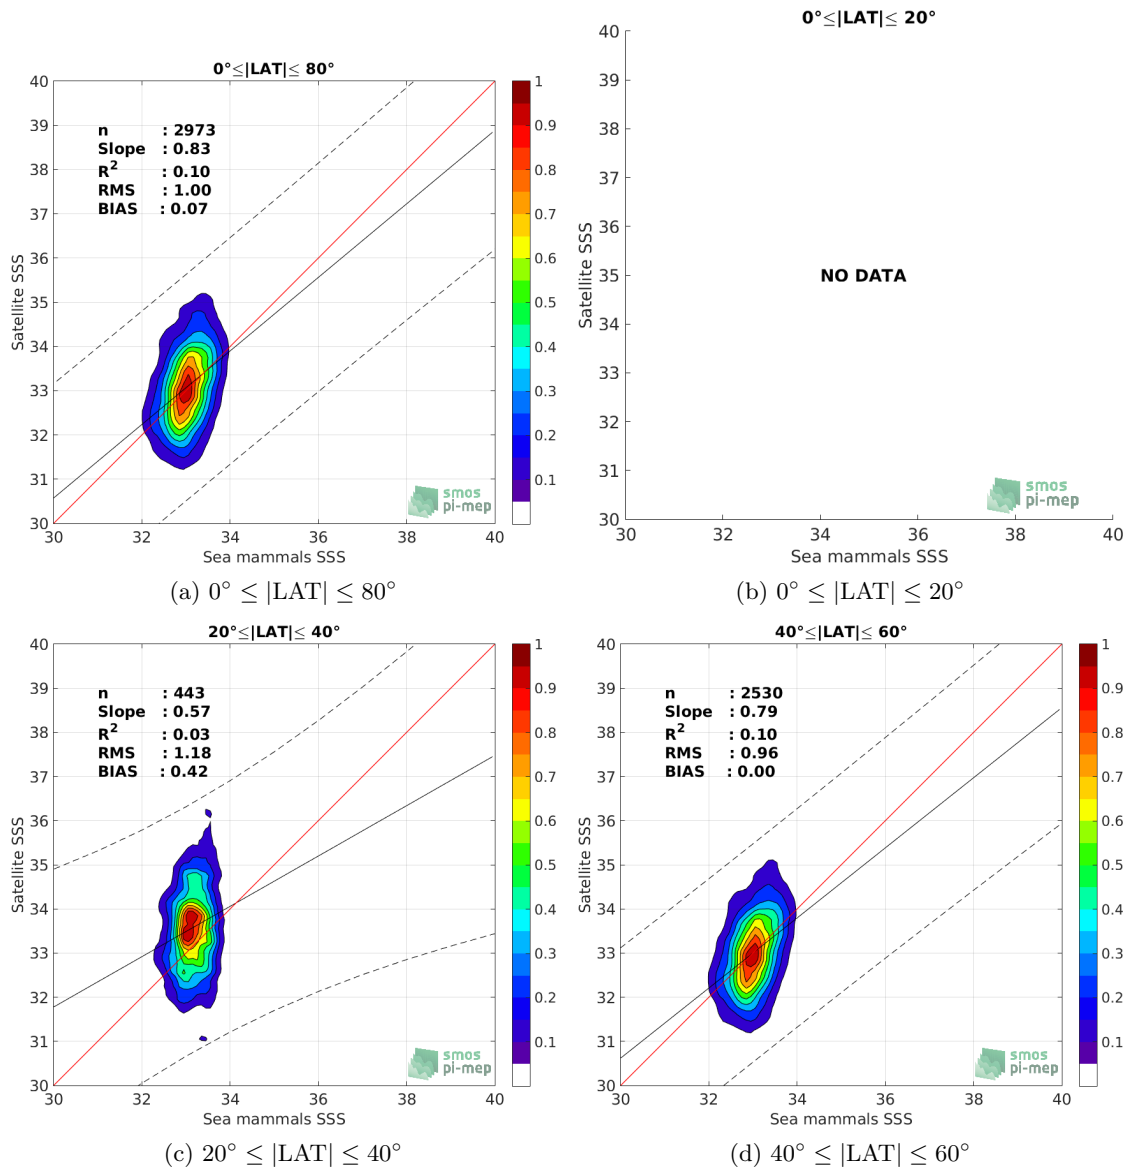 0°≤|LAT|≤ 80°
n : 2973
Slope : 0.83
R² : 0.10
RMS : 1.00
BIAS : 0.07
Satellite SSS
40
39
38
37
36
35
34
33
32
31
30
30 32 34 36 38 40
Sea mammals SSS
1
0.9
0.8
0.7
0.6
0.5
0.4
0.3
0.2
0.1
smos
pi-mep
(a) 0° ≤ |LAT| ≤ 80°
0°≤|LAT|≤ 20°
Satellite SSS
40
39
38
37
36
35
34
33
32
31
30
NO DATA
smos
pi-mep
30 32 34 36 38 40
Sea mammals SSS
(b) 0° ≤ |LAT| ≤ 20°
20°≤|LAT|≤ 40°
n : 443
Slope : 0.57
R² : 0.03
RMS : 1.18
BIAS : 0.42
Satellite SSS
40
39
38
37
36
35
34
33
32
31
30
30 32 34 36 38 40
Sea mammals SSS
1
0.9
0.8
0.7
0.6
0.5
0.4
0.3
0.2
0.1
smos
pi-mep
(c) 20° ≤ |LAT| ≤ 40°
40°≤|LAT|≤ 60°
n : 2530
Slope : 0.79
R² : 0.10
RMS : 0.96
BIAS : 0.00
Satellite SSS
40
39
38
37
36
35
34
33
32
31
30
30 32 34 36 38 40
Sea mammals SSS
1
0.9
0.8
0.7
0.6
0.5
0.4
0.3
0.2
0.1
smos
pi-mep
(d) 40° ≤ |LAT| ≤ 60°